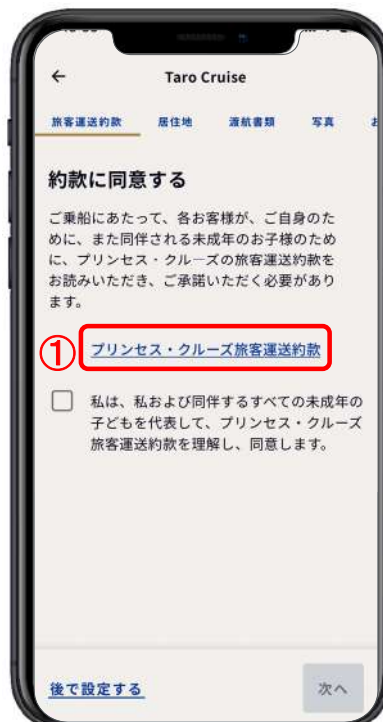 ← Taro Cruise
旅客運送約款 居住地 渡航書類 写真
約款に同意する
ご乗船にあたって、各お客様が、ご自身のた
めに、また同伴される未成年のお子様のため
に、プリンセス・クルーズの旅客運送約款を
お読みいただき、ご承諾いただく必要があり
ます。
① プリンセス・クルーズ旅客運送約款
私は、私および同伴するすべての未成年の
子どもを代表して、プリンセス・クルーズ
旅客運送約款を理解し、同意します。
後で設定する 次へ